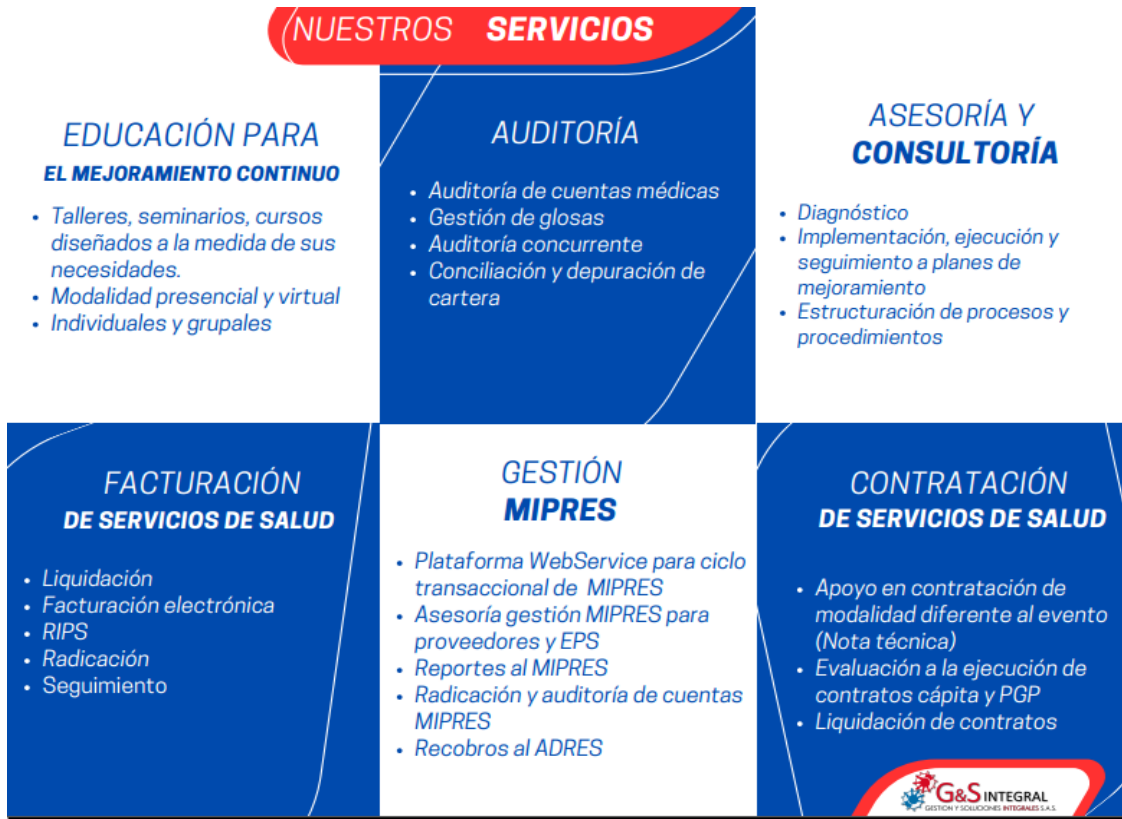 NUESTROS SERVICIOS
EDUCACIÓN PARA
EL MEJORAMIENTO CONTINUO
• Talleres, seminarios, cursos
diseñados a la medida de sus
necesidades.
• Modalidad presencial y virtual
• Individuales y grupales
AUDITORÍA
• Auditoría de cuentas médicas
• Gestión de glosas
• Auditoría concurrente
• Conciliación y depuración de
cartera
ASESORÍA Y
CONSULTORÍA
• Diagnóstico
• Implementación, ejecución y
seguimiento a planes de
mejoramiento
• Estructuración de procesos y
procedimientos
FACTURACIÓN
DE SERVICIOS DE SALUD
• Liquidación
• Facturación electrónica
• RIPS
• Radicación
• Seguimiento
GESTIÓN
MIPRES
• Plataforma WebService para ciclo
transaccional de MIPRES
• Asesoría gestión MIPRES para
proveedores y EPS
• Reportes al MIPRES
• Radicación y auditoría de cuentas
MIPRES
• Recobros al ADRES
CONTRATACIÓN
DE SERVICIOS DE SALUD
• Apoyo en contratación de
modalidad diferente al evento
(Nota técnica)
• Evaluación a la ejecución de
contratos cápita y PGP
• Liquidación de contratos
G&S INTEGRAL
GESTION Y SOLUCIONES INTEGRALES S.A.S.